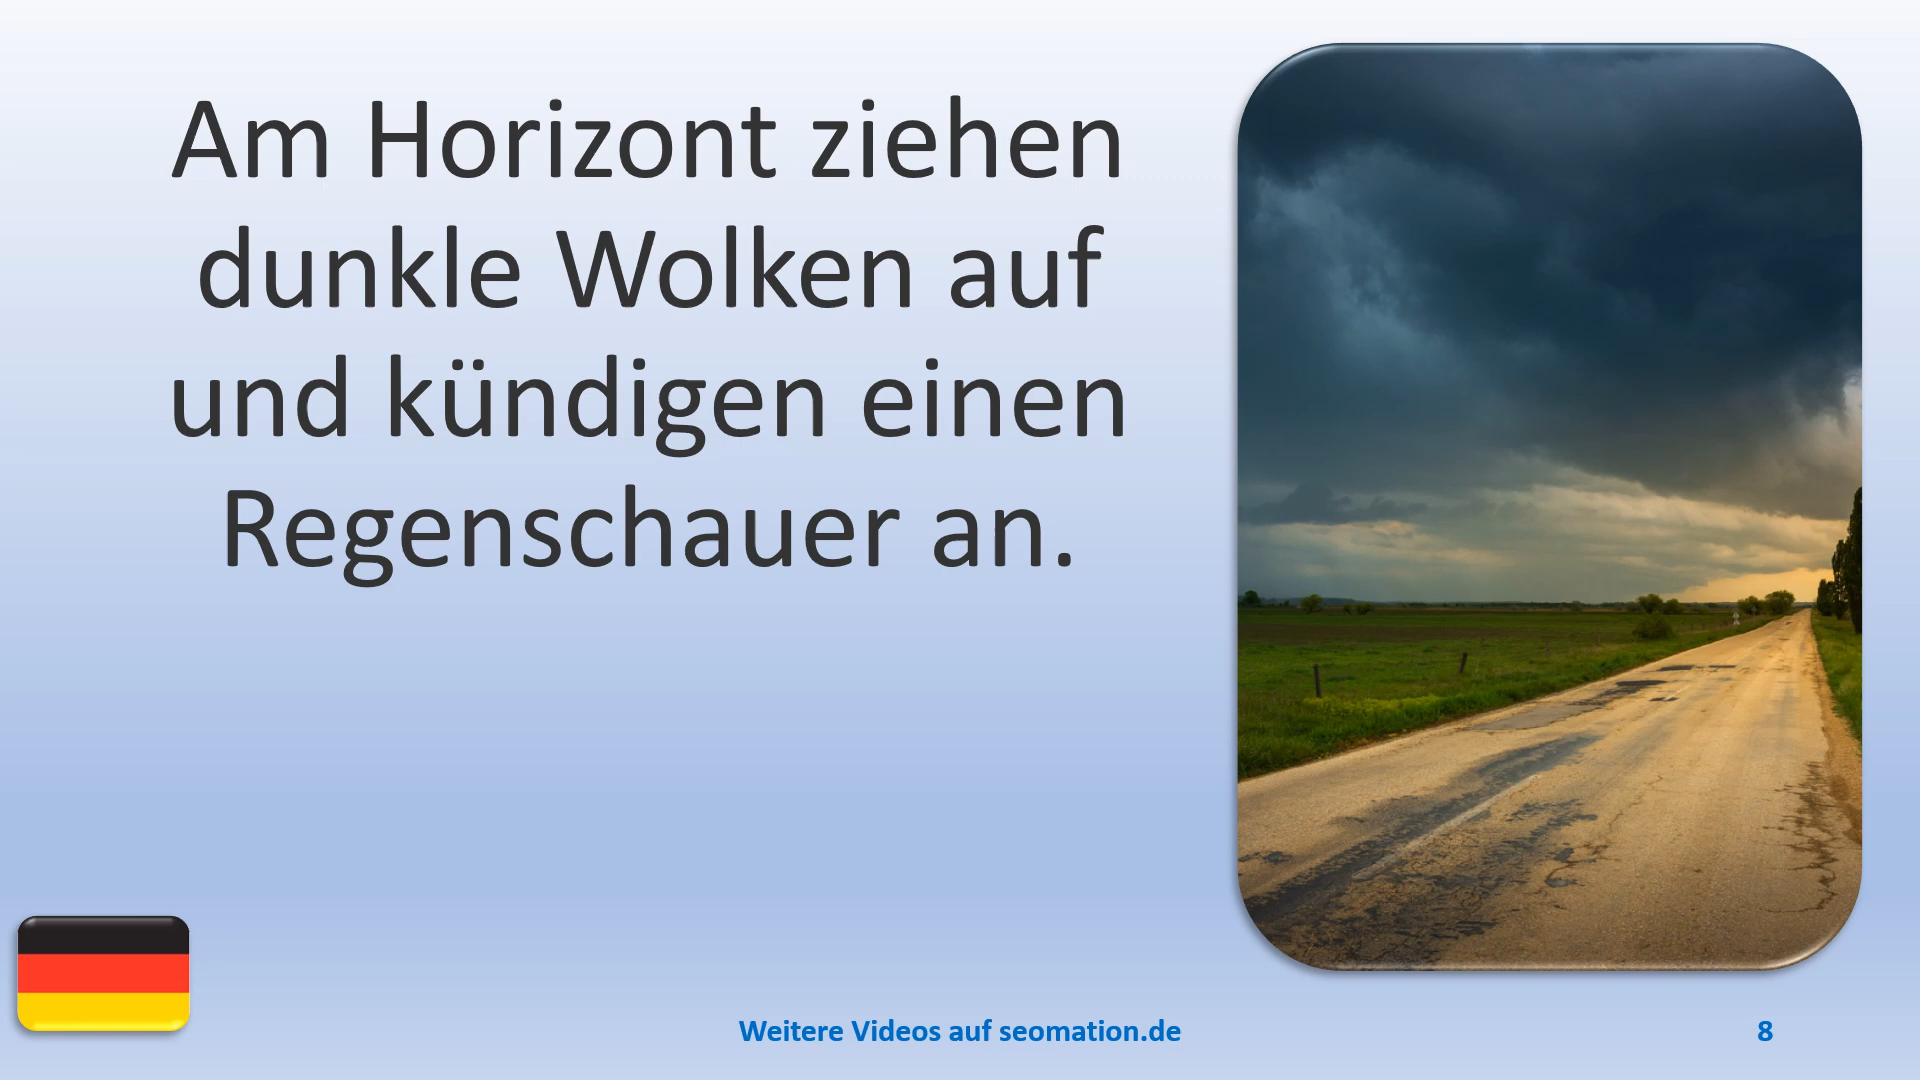 Am Horizont ziehen
dunkle Wolken auf
und kündigen einen
Regenschauer an.
Weitere Videos auf seomation.de
8